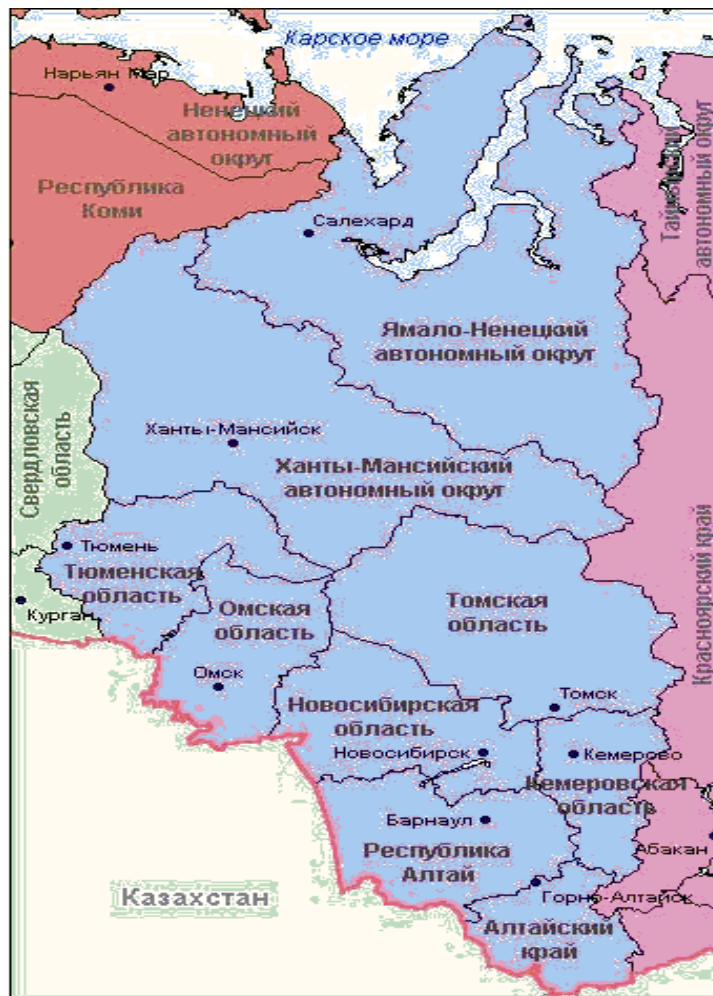 Карское море
Нарьян Мар
Ненецкий
автономный
округ
Республика
Коми
Таймырский
автономный округ
Салехард
Ямало-Ненецкий
автономный округ
Свердловская
область
Ханты-Мансийск
Ханты-Мансийский
автономный округ
Красноярский край
Тюмень
Тюменская
область
Курган
Омская
область
Томская
область
Омск
Томск
Новосибирская
область
Новосибирск
Кемерово
Кемеровская
область
Барнаул
Республика
Алтай
Абакан
Горно-Алтайск
Казахстан
Алтайский
край